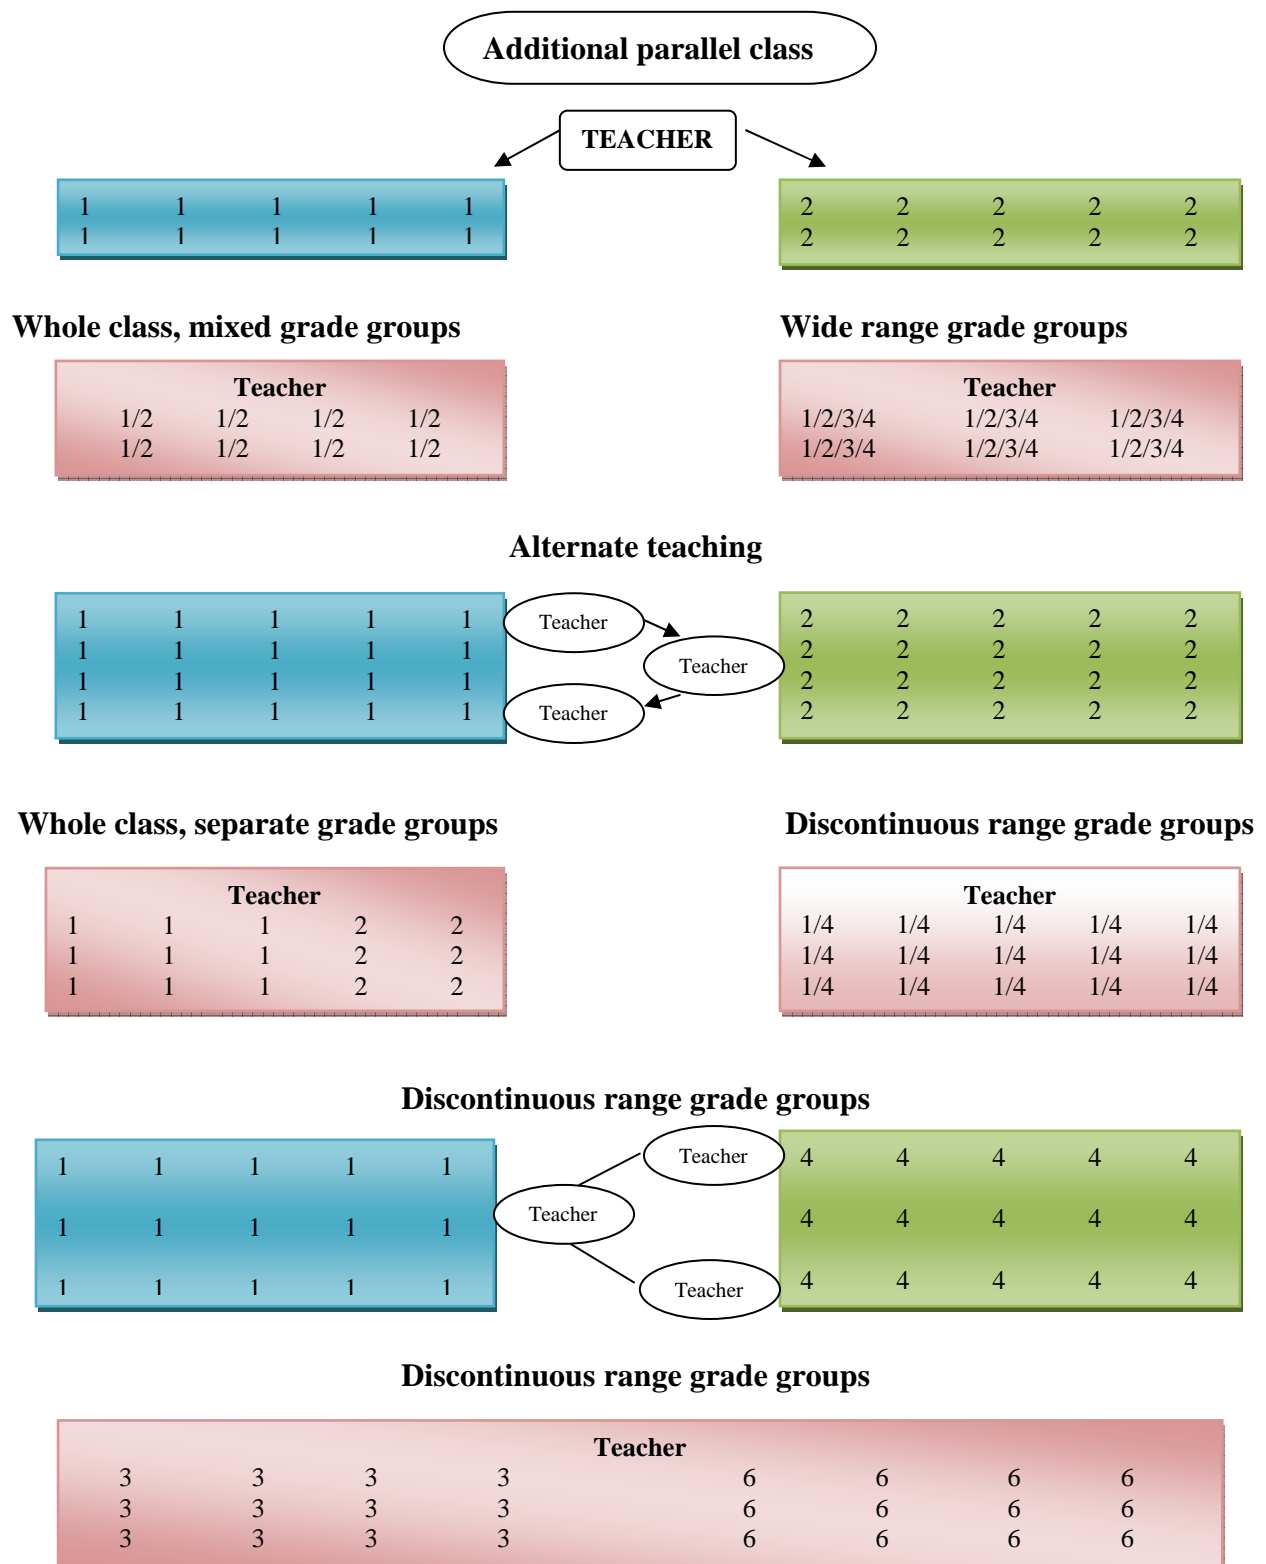 Additional parallel class
TEACHER
1 1 1 1 1
1 1 1 1 1
2 2 2 2 2
2 2 2 2 2
Whole class, mixed grade groups
Teacher
1/2 1/2 1/2 1/2
1/2 1/2 1/2 1/2
Wide range grade groups
Teacher
1/2/3/4 1/2/3/4 1/2/3/4
1/2/3/4 1/2/3/4 1/2/3/4
Alternate teaching
1 1 1 1 1
1 1 1 1 1
1 1 1 1 1
1 1 1 1 1
Teacher
Teacher
Teacher
2 2 2 2 2
2 2 2 2 2
2 2 2 2 2
2 2 2 2 2
Whole class, separate grade groups
Teacher
1 1 1 2 2
1 1 1 2 2
1 1 1 2 2
Discontinuous range grade groups
Teacher
1/4 1/4 1/4 1/4 1/4
1/4 1/4 1/4 1/4 1/4
1/4 1/4 1/4 1/4 1/4
Discontinuous range grade groups
1 1 1 1 1
1 1 1 1 1
1 1 1 1 1
Teacher
Teacher
Teacher
4 4 4 4 4
4 4 4 4 4
4 4 4 4 4
Discontinuous range grade groups
Teacher
3 3 3 3 6 6 6 6
3 3 3 3 6 6 6 6
3 3 3 3 6 6 6 6